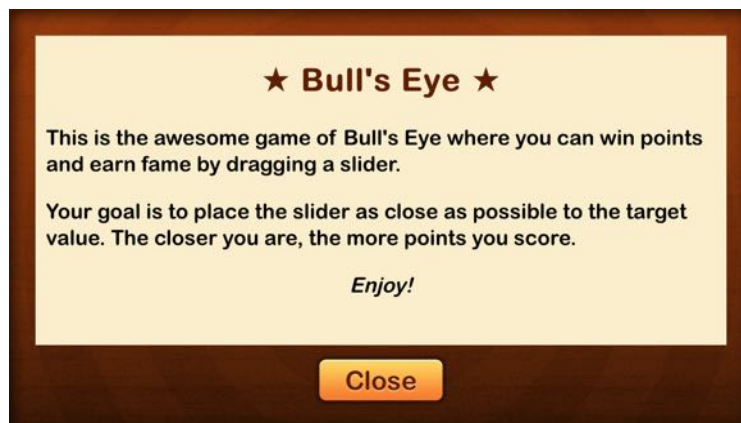 ★ Bull's Eye ★
This is the awesome game of Bull's Eye where you can win points
and earn fame by dragging a slider.
Your goal is to place the slider as close as possible to the target
value. The closer you are, the more points you score.
Enjoy!
Close